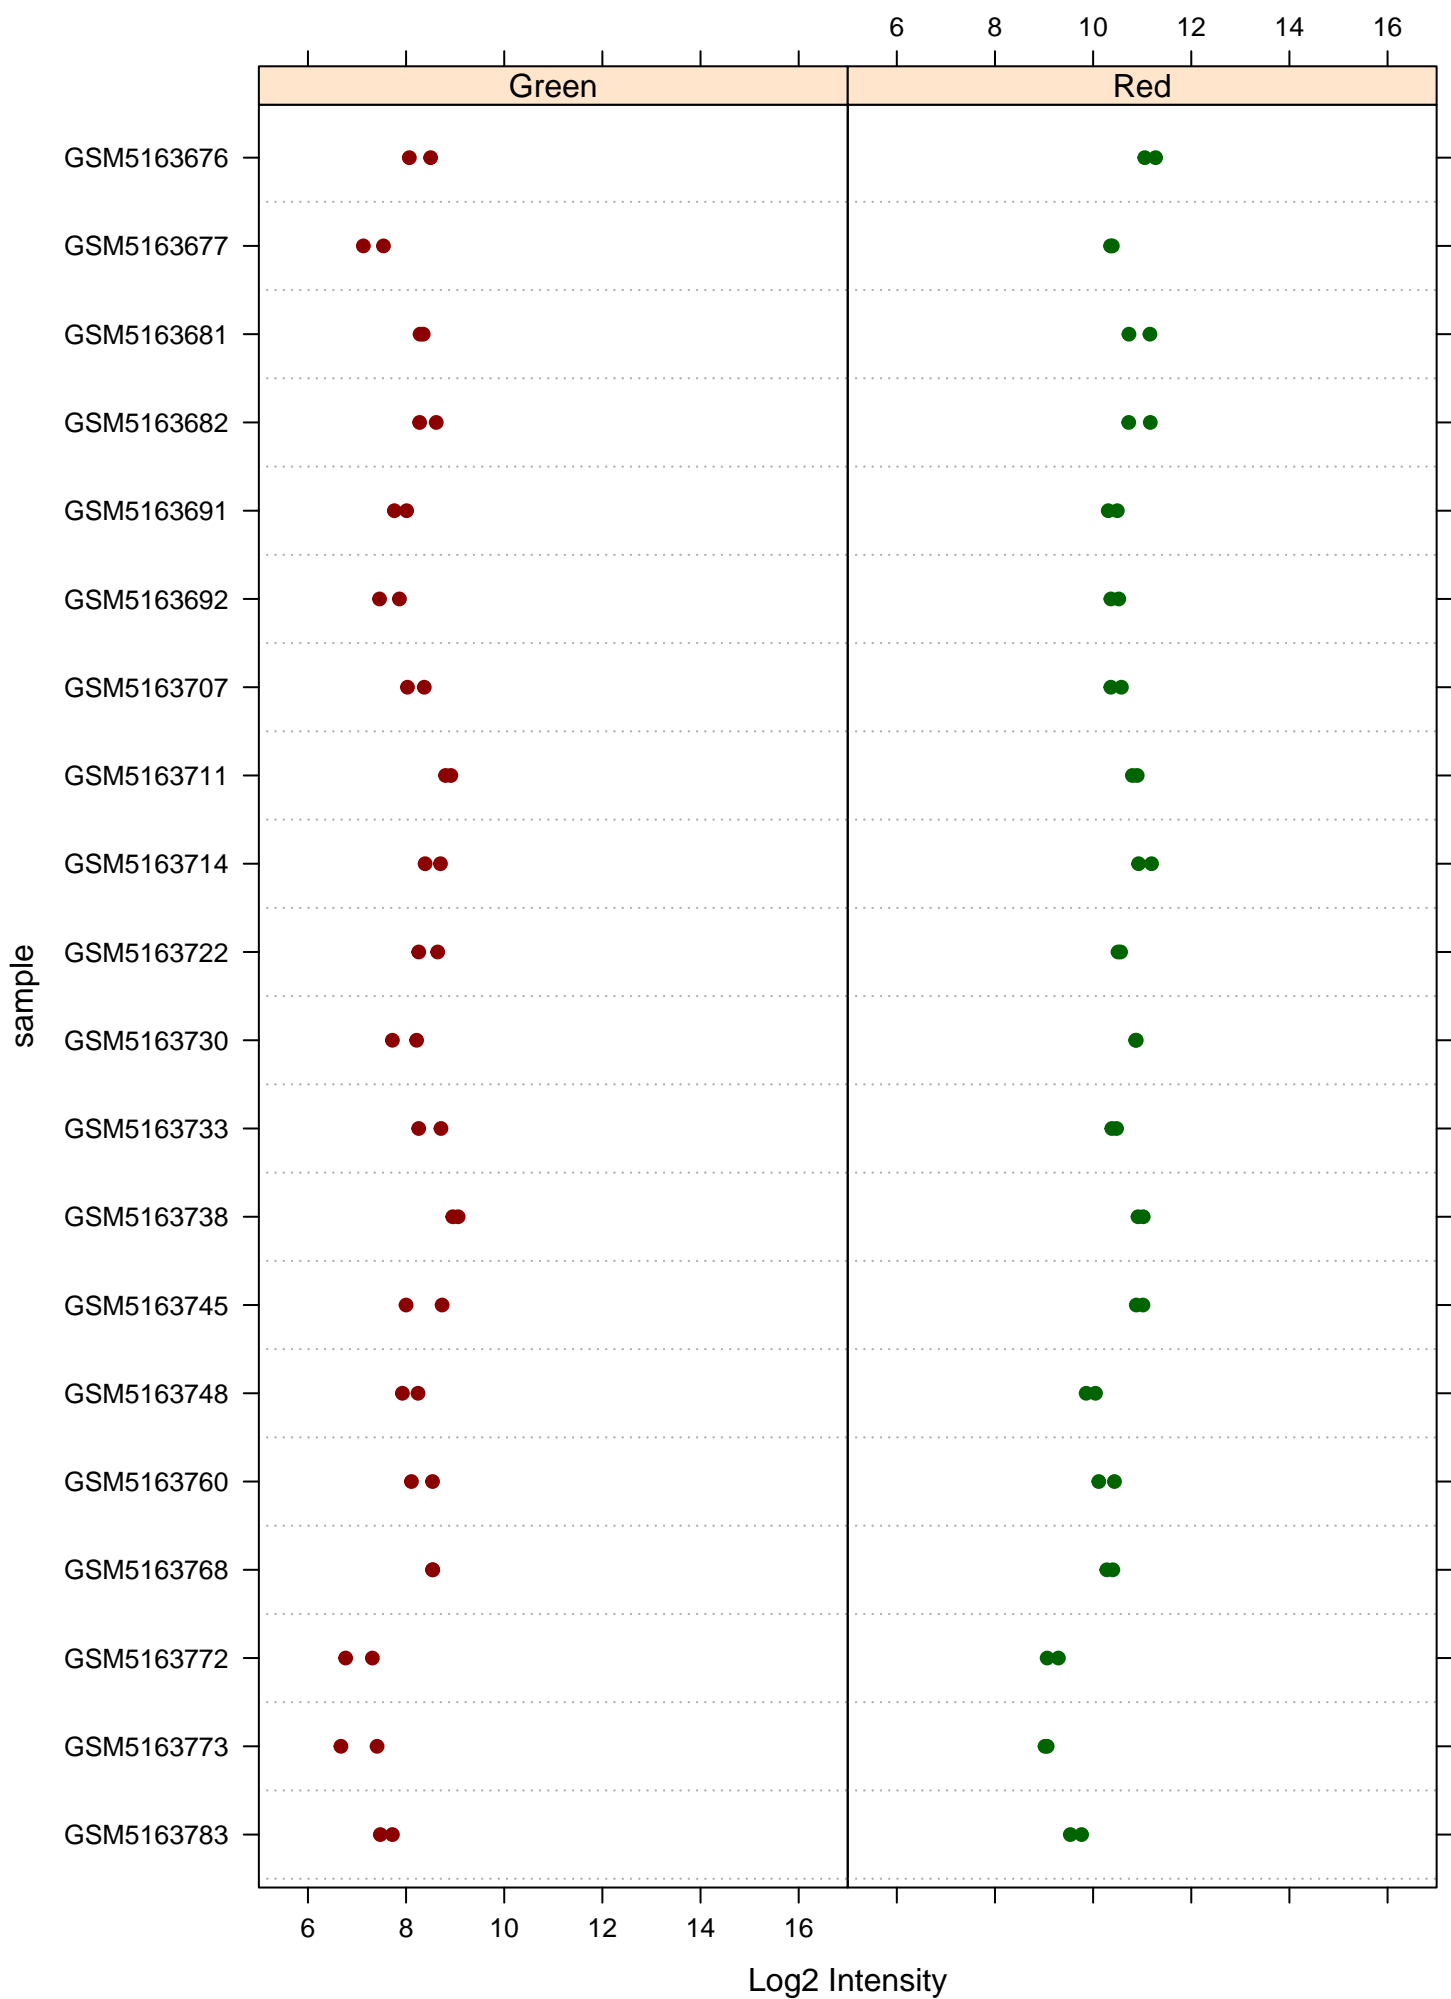 6 8 10 12 14 16
Green Red
GSM5163676
GSM5163677
GSM5163681
GSM5163682
GSM5163691
GSM5163692
GSM5163707
GSM5163711
GSM5163714
GSM5163722
GSM5163730
GSM5163733
GSM5163738
GSM5163745
GSM5163748
GSM5163760
GSM5163768
GSM5163772
GSM5163773
GSM5163783
sample
6 8 10 12 14 16
Log2 Intensity